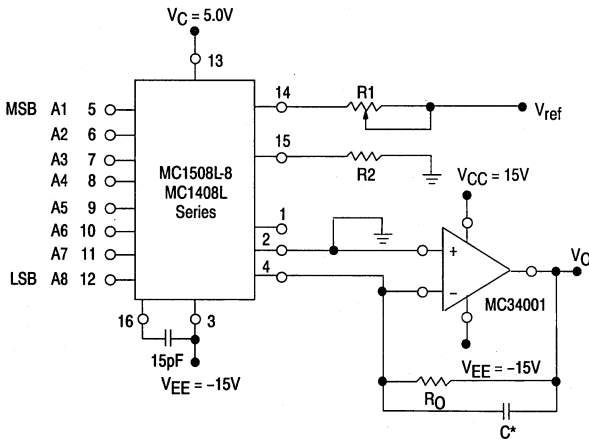 VC = 5.0V
13
MSB A1 5
A2 6
A3 7
A4 8
A5 9
A6 10
A7 11
LSB A8 12
MC1508L-8
MC1408L
Series
14
R1
Vref
15
R2
1
2
4
VCC = 15V
+
–
MC34001
VO
16
3
15pF
VEE = –15V
VEE = –15V
RO
C*